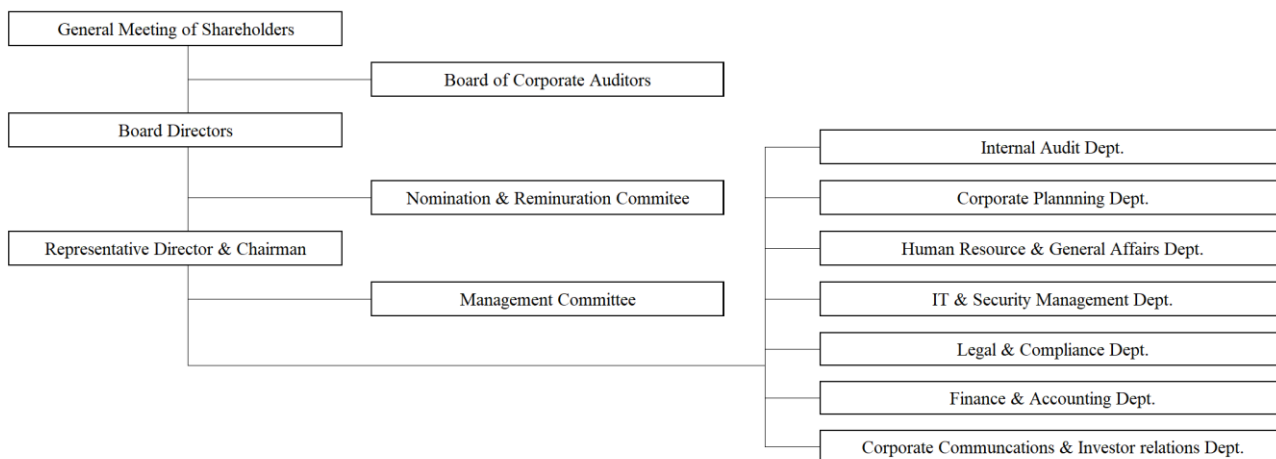 General Meeting of Shareholders
Board of Corporate Auditors
Board Directors
Nomination & Reminuration Commitee
Representative Director & Chairman
Management Committee
Internal Audit Dept.
Corporate Plannning Dept.
Human Resource & General Affairs Dept.
IT & Security Management Dept.
Legal & Compliance Dept.
Finance & Accounting Dept.
Corporate Communcations & Investor relations Dept.